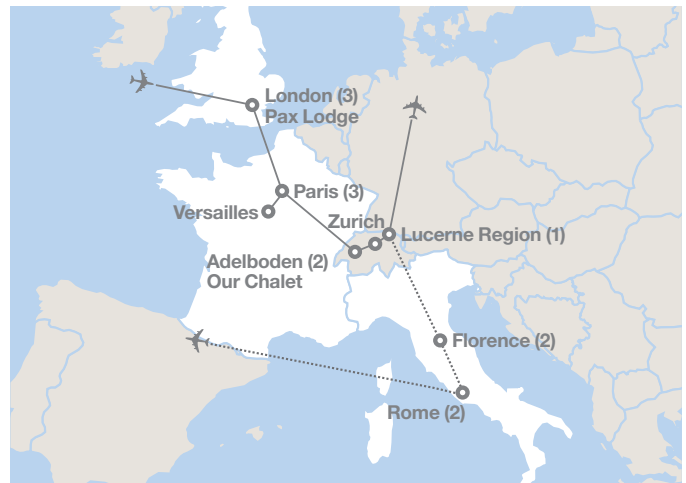 London (3)
Pax Lodge
Paris (3)
Versailles
Zurich
Lucerne Region (1)
Adelboden (2)
Our Chalet
Florence (2)
Rome (2)